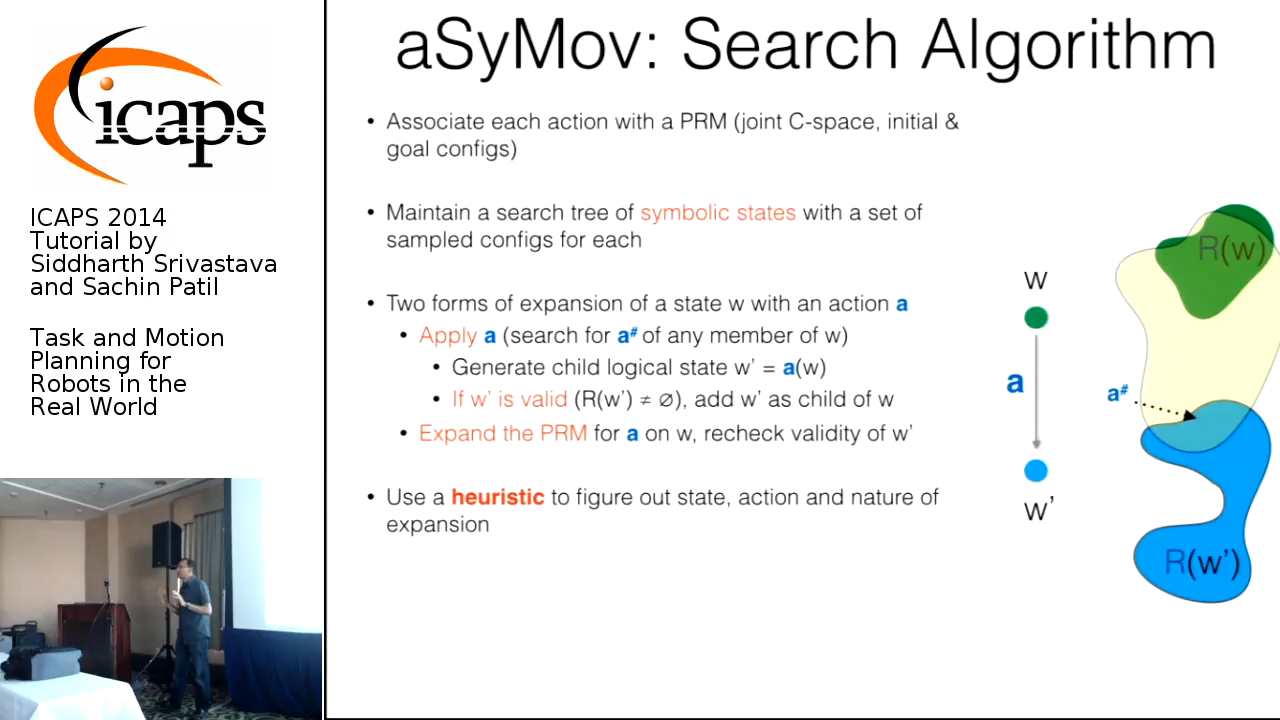 icaps
ICAPS 2014
Tutorial by
Siddharth Srivastava
and Sachin Patil
Task and Motion
Planning for
Robots in the
Real World
aSyMov: Search Algorithm
• Associate each action with a PRM (joint C-space, initial &
goal configs)
• Maintain a search tree of symbolic states with a set of
sampled configs for each
• Two forms of expansion of a state w with an action a
• Apply a (search for a# of any member of w)
• Generate child logical state w' = a(w)
• If w' is valid (R(w') ≠ ∅), add w' as child of w
• Expand the PRM for a on w, recheck validity of w'
• Use a heuristic to figure out state, action and nature of
expansion
w
a
w'
R(w)
a#
R(w')